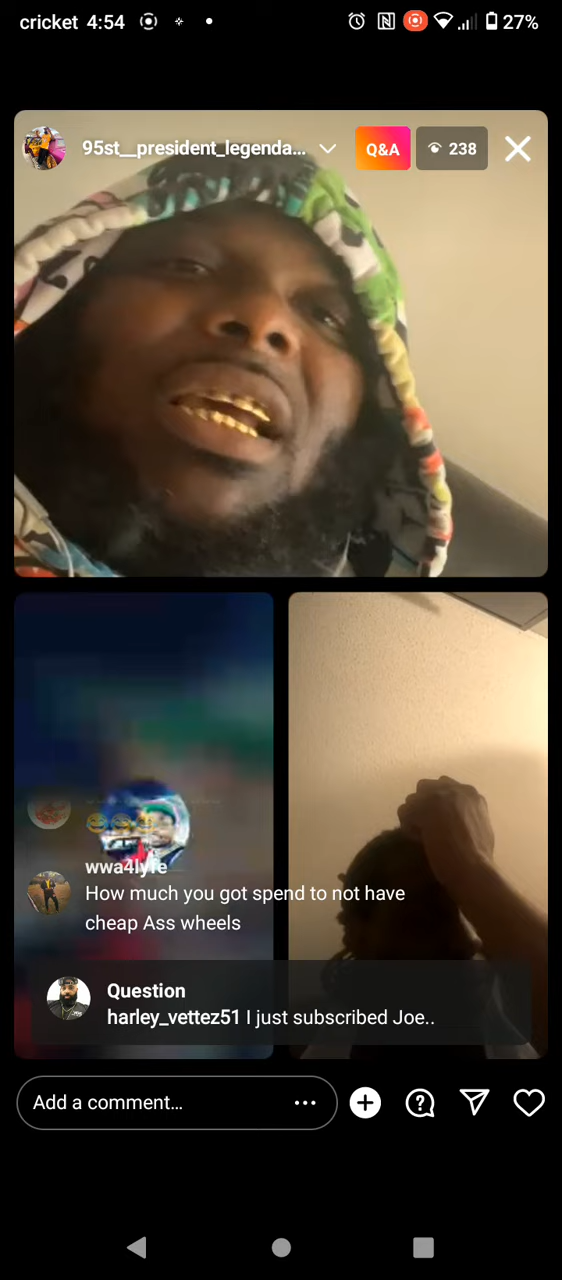 cricket 4:54
27%
95st__president_legenda...
Q&A
238
wwa4lyfe
How much you got spend to not have
cheap Ass wheels
Question
harley_vettez51 I just subscribed Joe..
Add a comment...